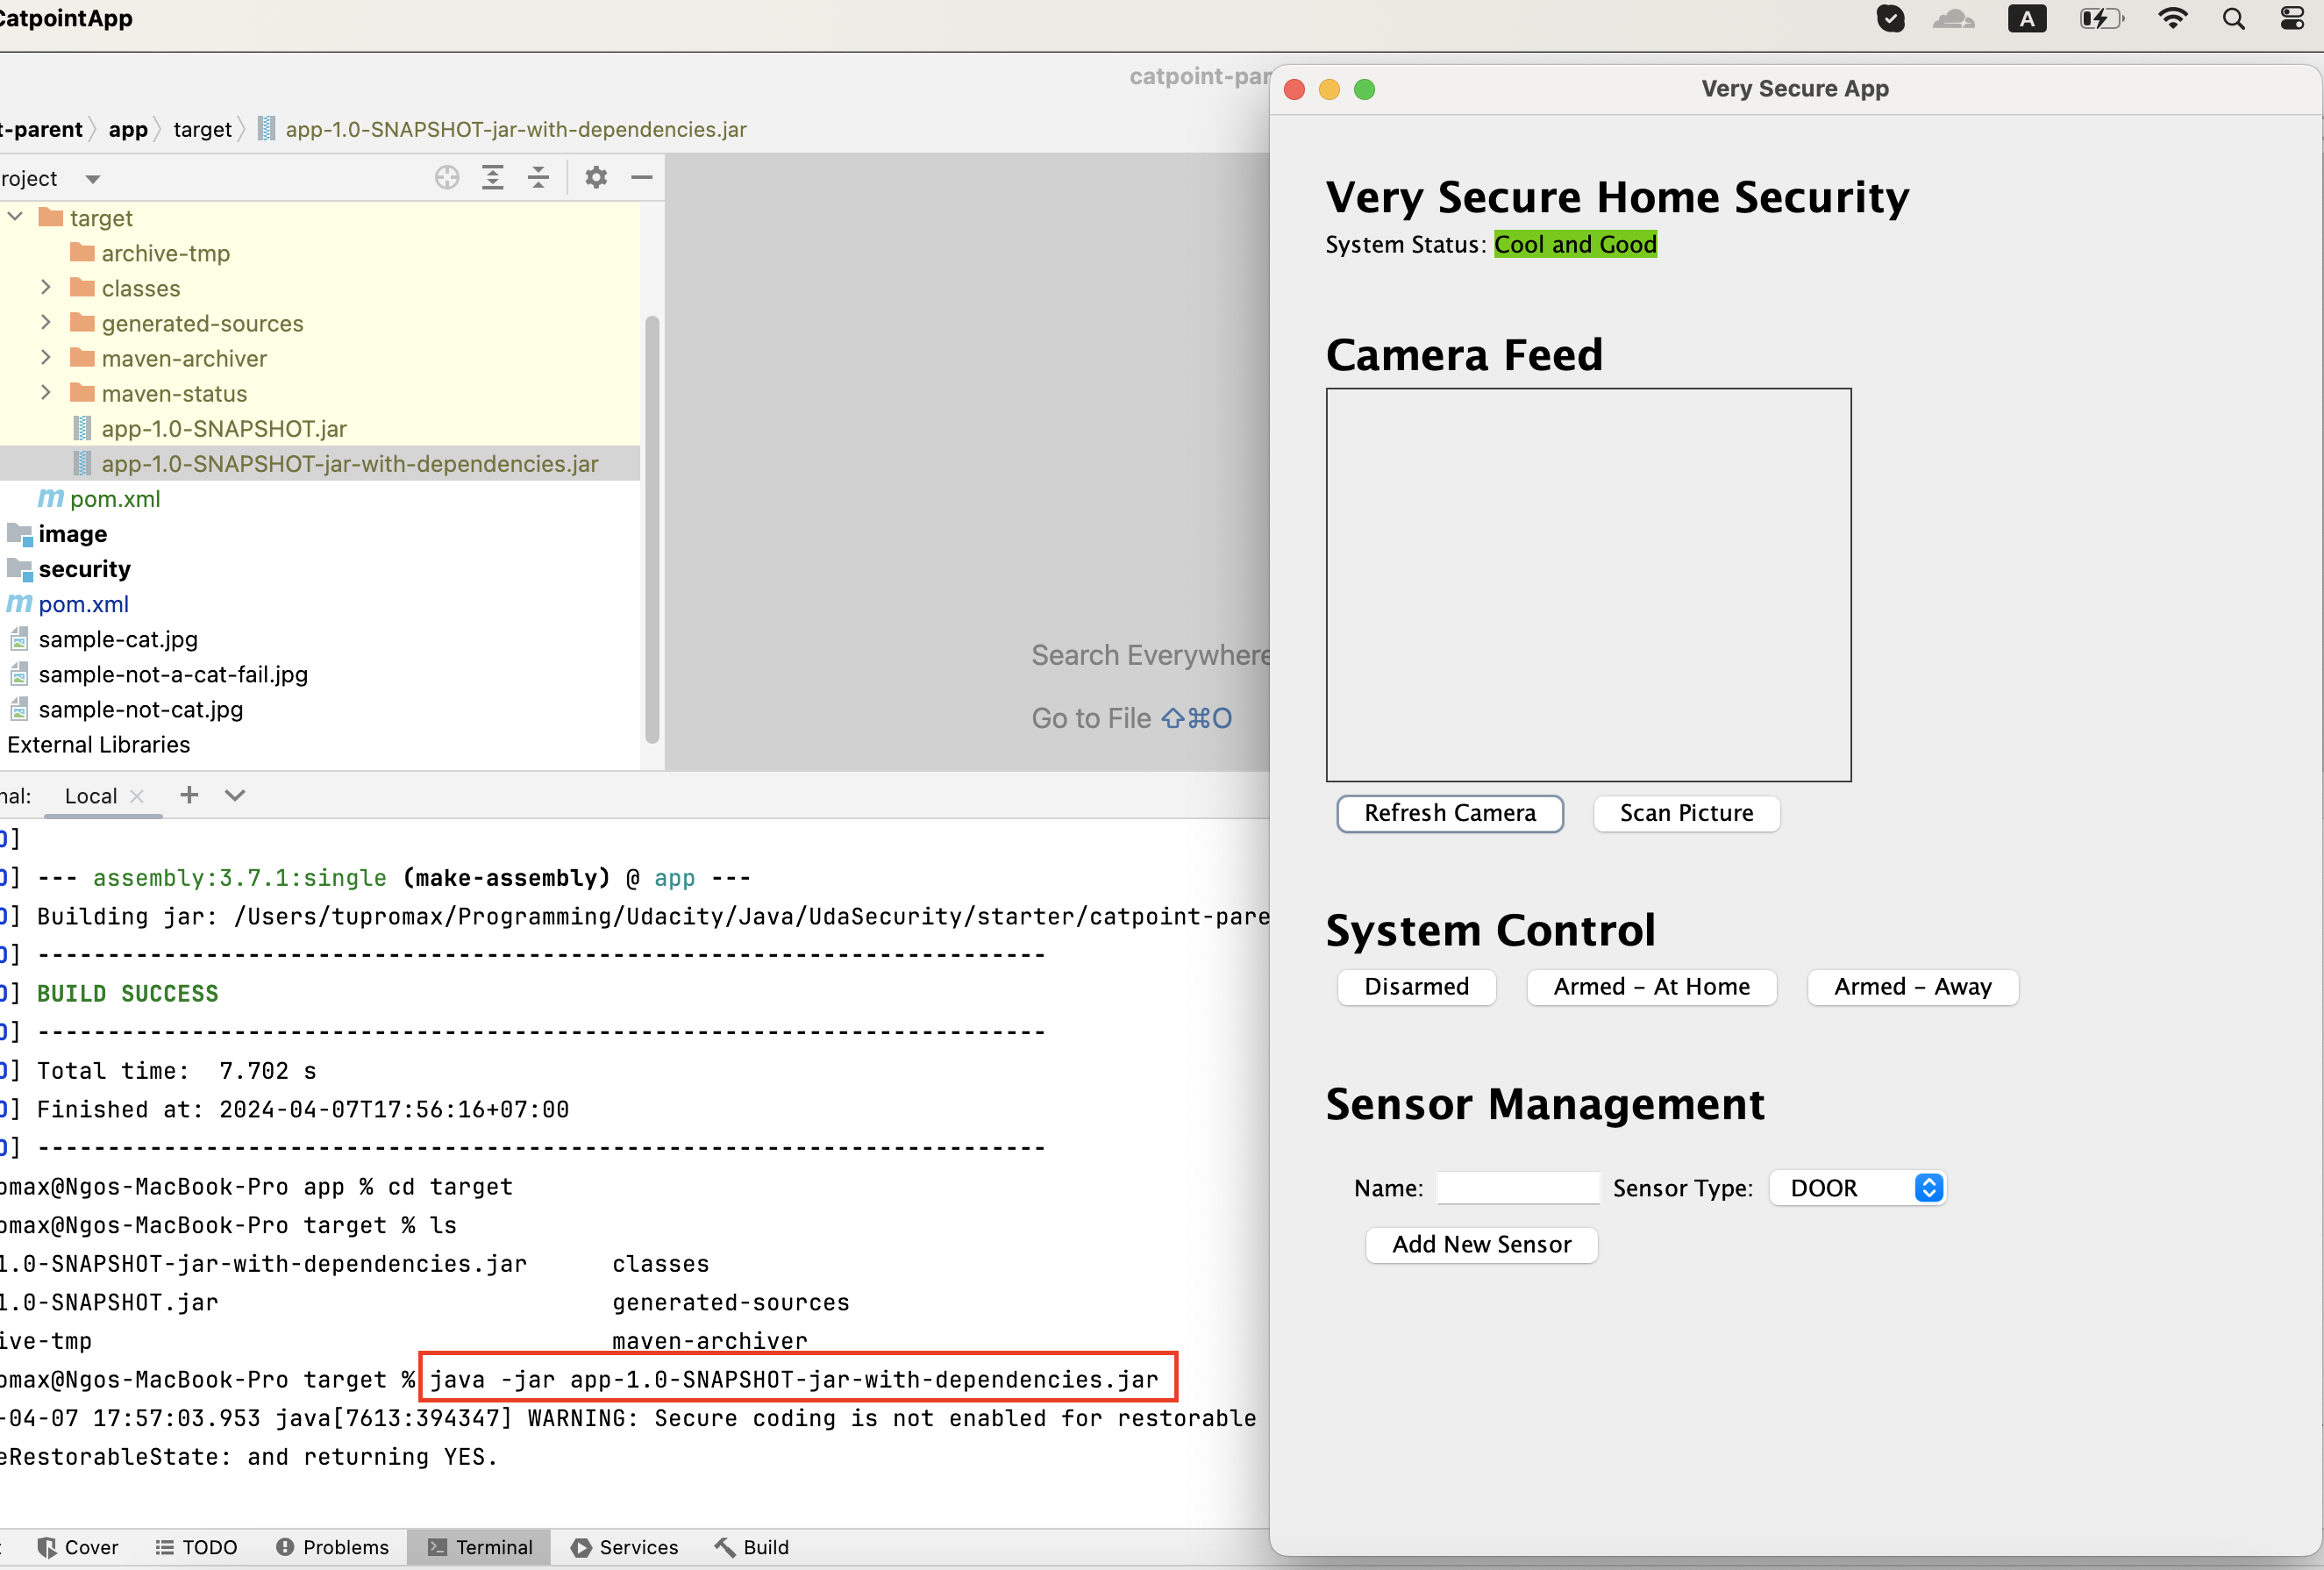 CatpointApp
A
catpoint-par
t-parent app target app-1.0-SNAPSHOT-jar-with-dependencies.jar
roject
target
archive-tmp
classes
generated-sources
maven-archiver
maven-status
app-1.0-SNAPSHOT.jar
app-1.0-SNAPSHOT-jar-with-dependencies.jar
m pom.xml
image
security
m pom.xml
sample-cat.jpg
sample-not-a-cat-fail.jpg
sample-not-cat.jpg
External Libraries
Search Everywhere
Go to File ⇧⌘O
nal: Local
O]
O] --- assembly:3.7.1:single (make-assembly) @ app ---
O] Building jar: /Users/tupromax/Programming/Udacity/Java/UdaSecurity/starter/catpoint-pare
O] ------------------------------------------------------------------------
O] BUILD SUCCESS
O] ------------------------------------------------------------------------
O] Total time:  7.702 s
O] Finished at: 2024-04-07T17:56:16+07:00
O] ------------------------------------------------------------------------
omax@Ngos-MacBook-Pro app % cd target
omax@Ngos-MacBook-Pro target % ls
1.0-SNAPSHOT-jar-with-dependencies.jar classes
1.0-SNAPSHOT.jar generated-sources
ive-tmp maven-archiver
omax@Ngos-MacBook-Pro target % java -jar app-1.0-SNAPSHOT-jar-with-dependencies.jar
-04-07 17:57:03.953 java[7613:394347] WARNING: Secure coding is not enabled for restorable
eRestorableState: and returning YES.
Cover TODO Problems Terminal Services Build
Very Secure App
Very Secure Home Security
System Status: Cool and Good
Camera Feed
Refresh Camera Scan Picture
System Control
Disarmed Armed - At Home Armed - Away
Sensor Management
Name: Sensor Type: DOOR
Add New Sensor